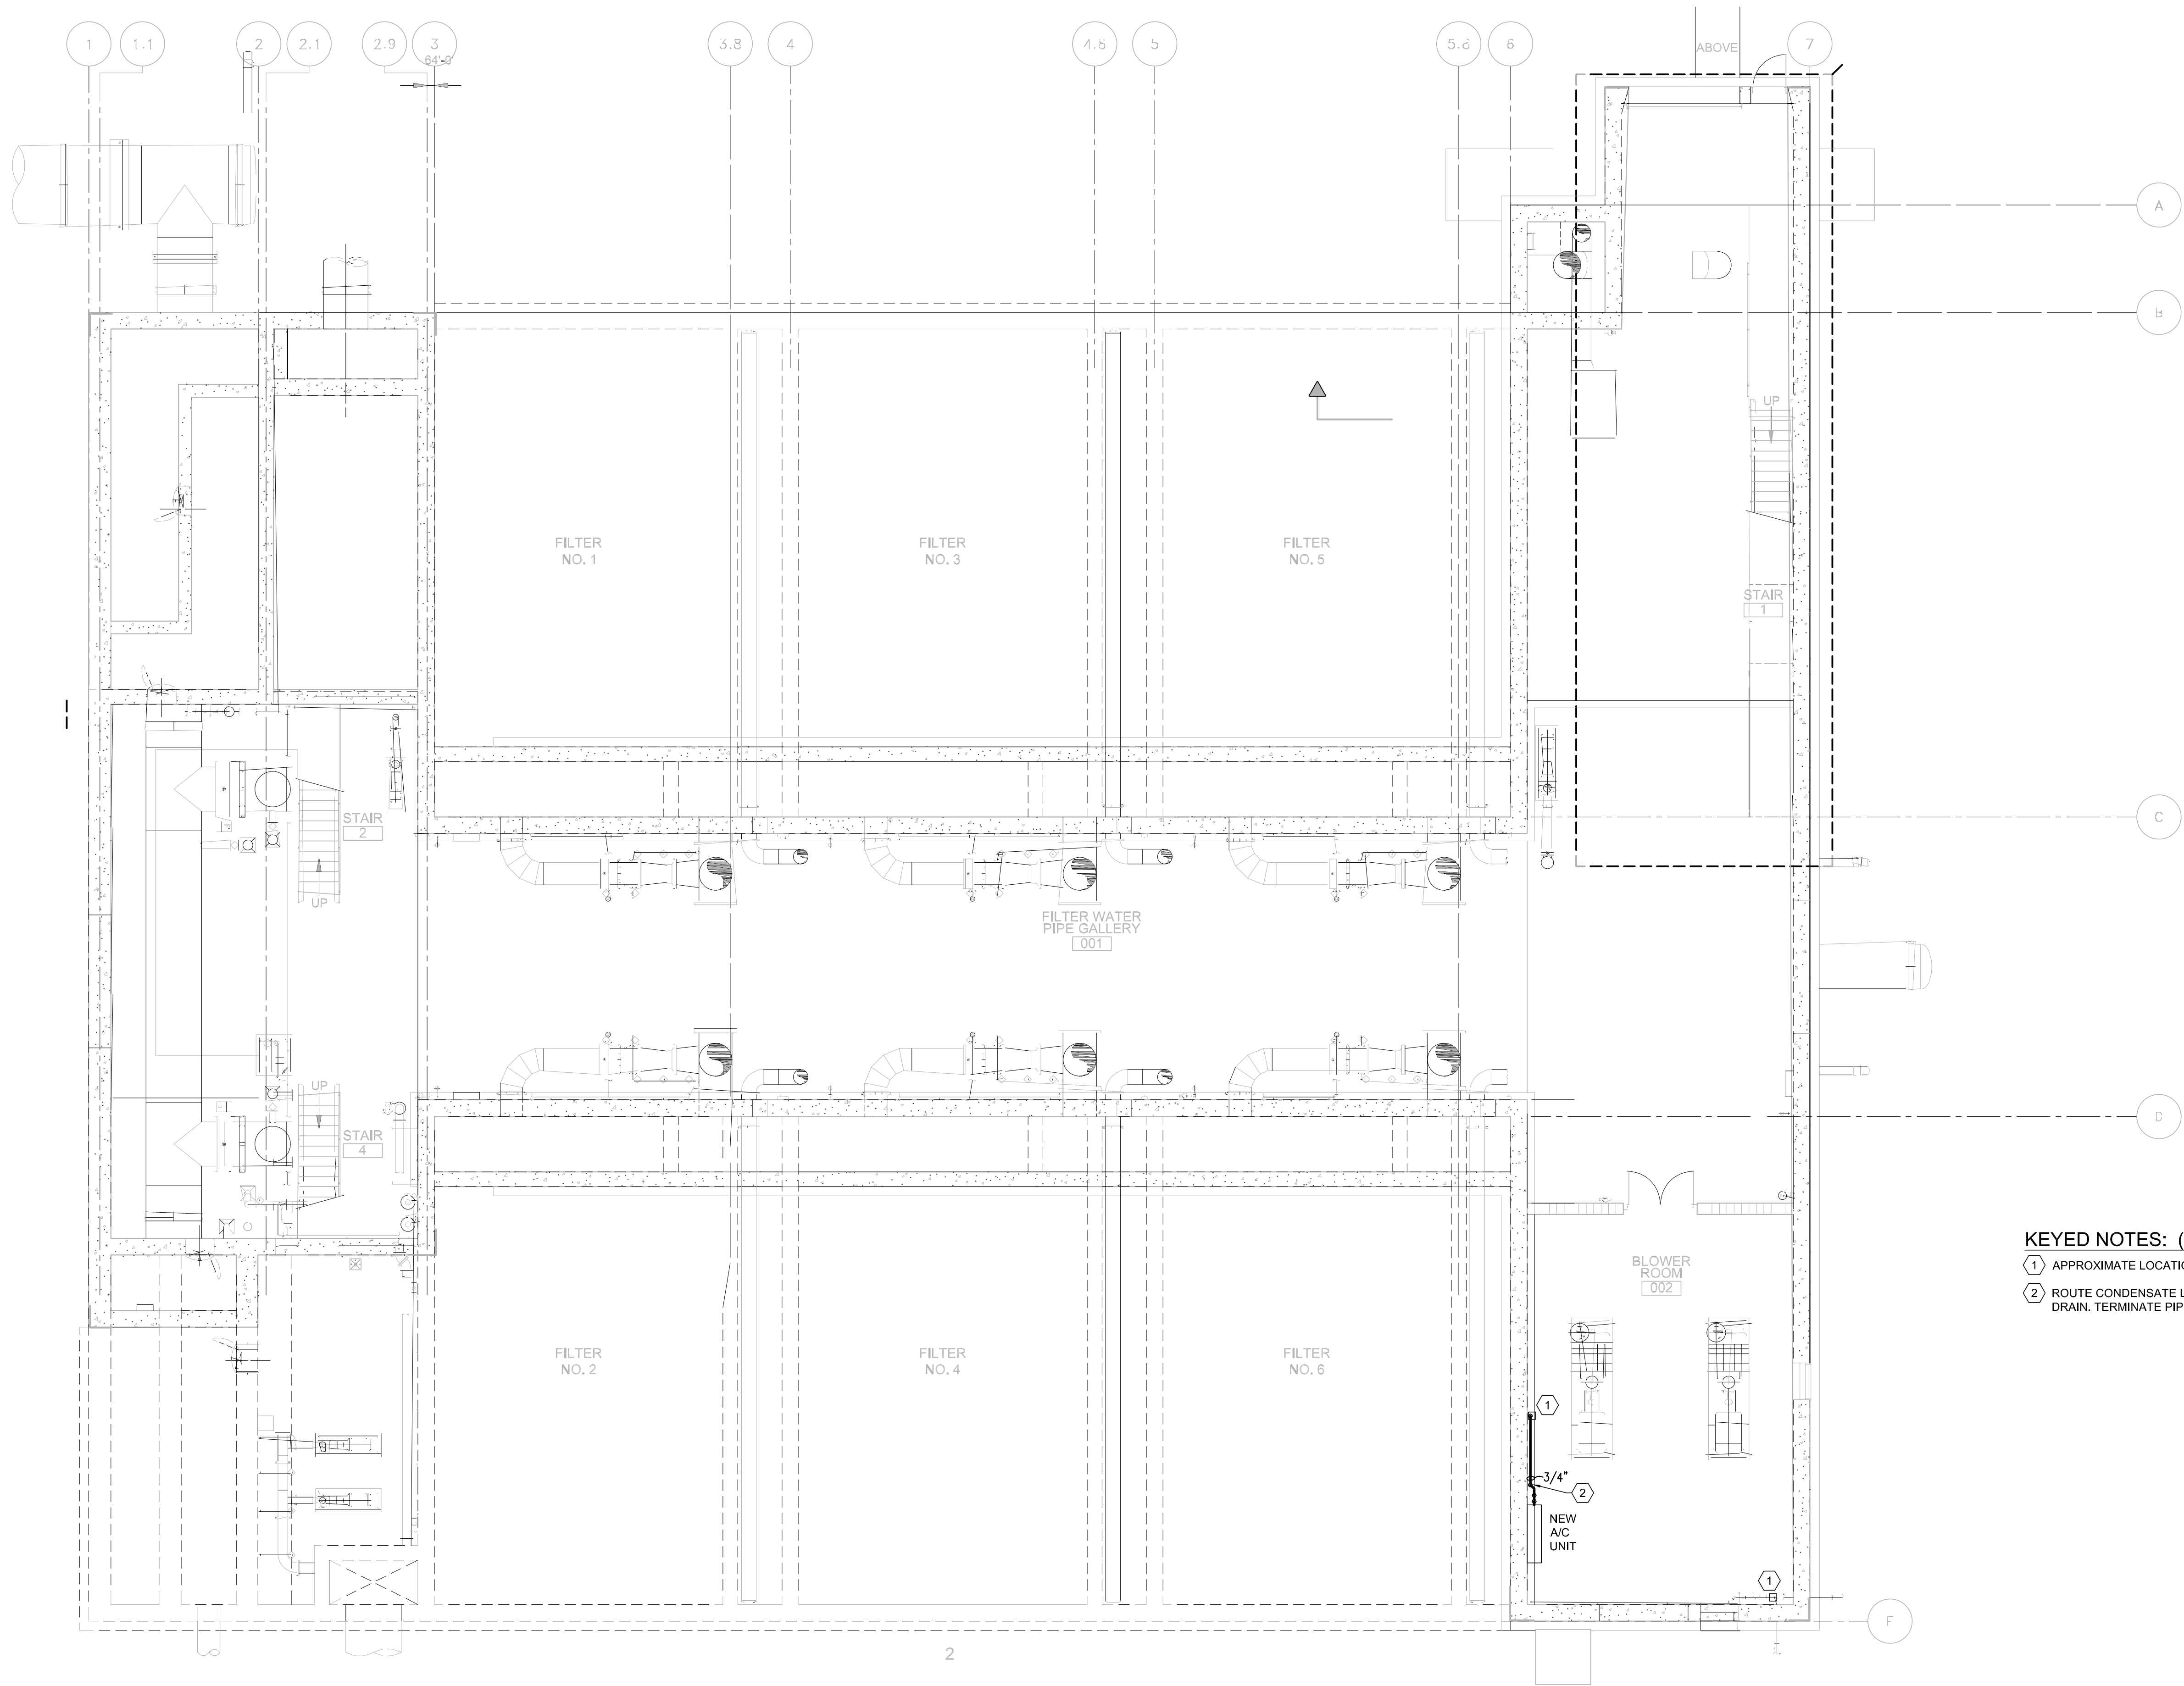 1
1.1
2
2.1
2.9
3
3.8
4
4.8
5
5.8
6
7
64'-0"
ABOVE
A
B
UP
FILTER
NO. 1
FILTER
NO. 3
FILTER
NO. 5
STAIR
1
STAIR
2
UP
C
FILTER WATER
PIPE GALLERY
001
UP
STAIR
4
D
BLOWER
ROOM
002
KEYED NOTES: (
1 APPROXIMATE LOCATI
2 ROUTE CONDENSATE L
DRAIN. TERMINATE PIP
FILTER
NO. 2
FILTER
NO. 4
FILTER
NO. 6
1
3/4"
2
NEW
A/C
UNIT
1
F
2